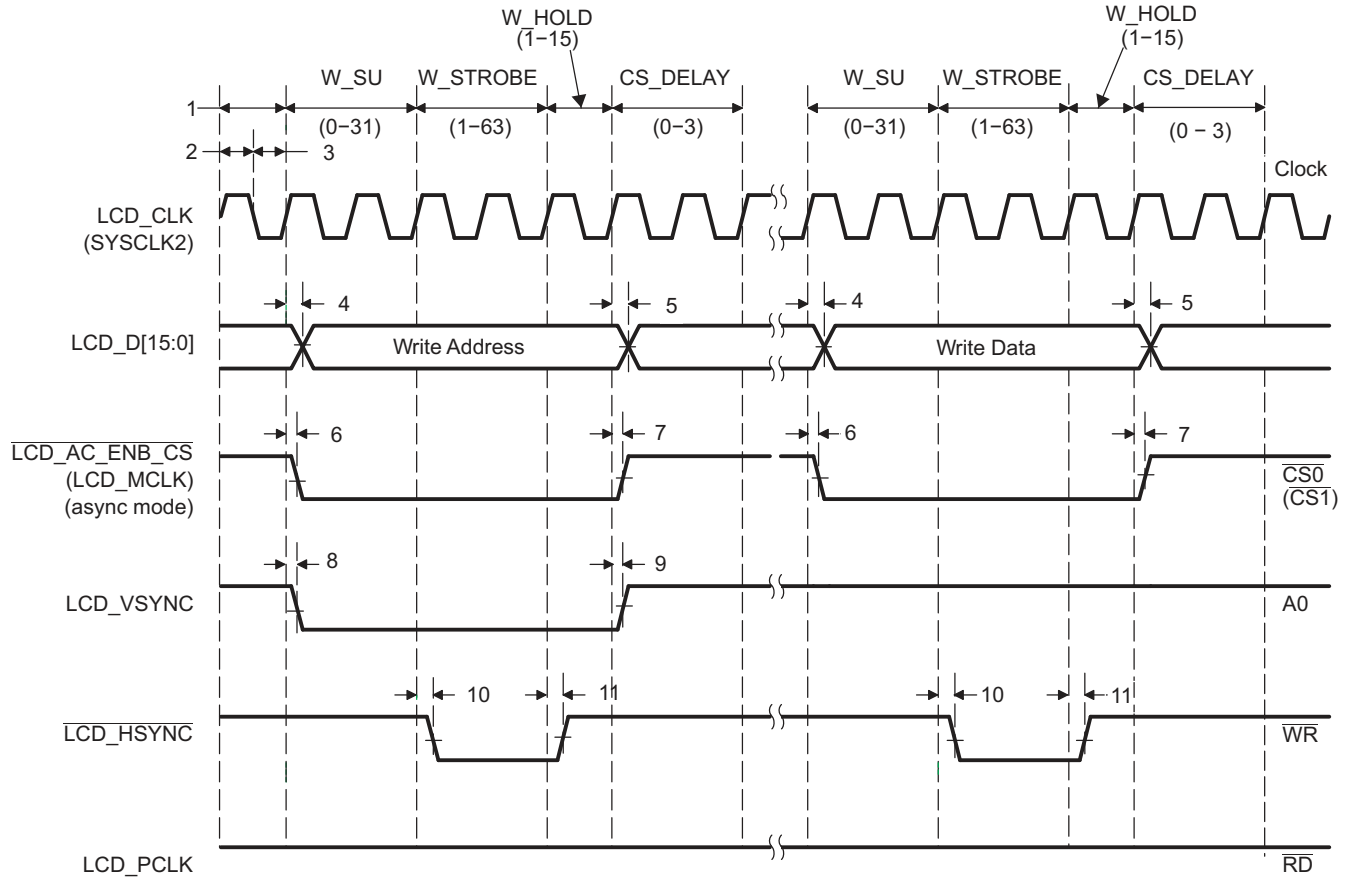 W_HOLD
(1−15)
W_HOLD
(1−15)
W_SU
W_STROBE
CS_DELAY
W_SU
W_STROBE
CS_DELAY
1
(0−31)
(1−63)
(0−3)
(0−31)
(1−63)
(0 − 3)
2
3
Clock
LCD_CLK
(SYSCLK2)
4
5
4
5
LCD_D[15:0]
Write Address
Write Data
6
7
6
7
LCD_AC_ENB_CS
(LCD_MCLK)
(async mode)
CS0
(CS1)
8
9
LCD_VSYNC
A0
10
11
10
11
LCD_HSYNC
WR
LCD_PCLK
RD